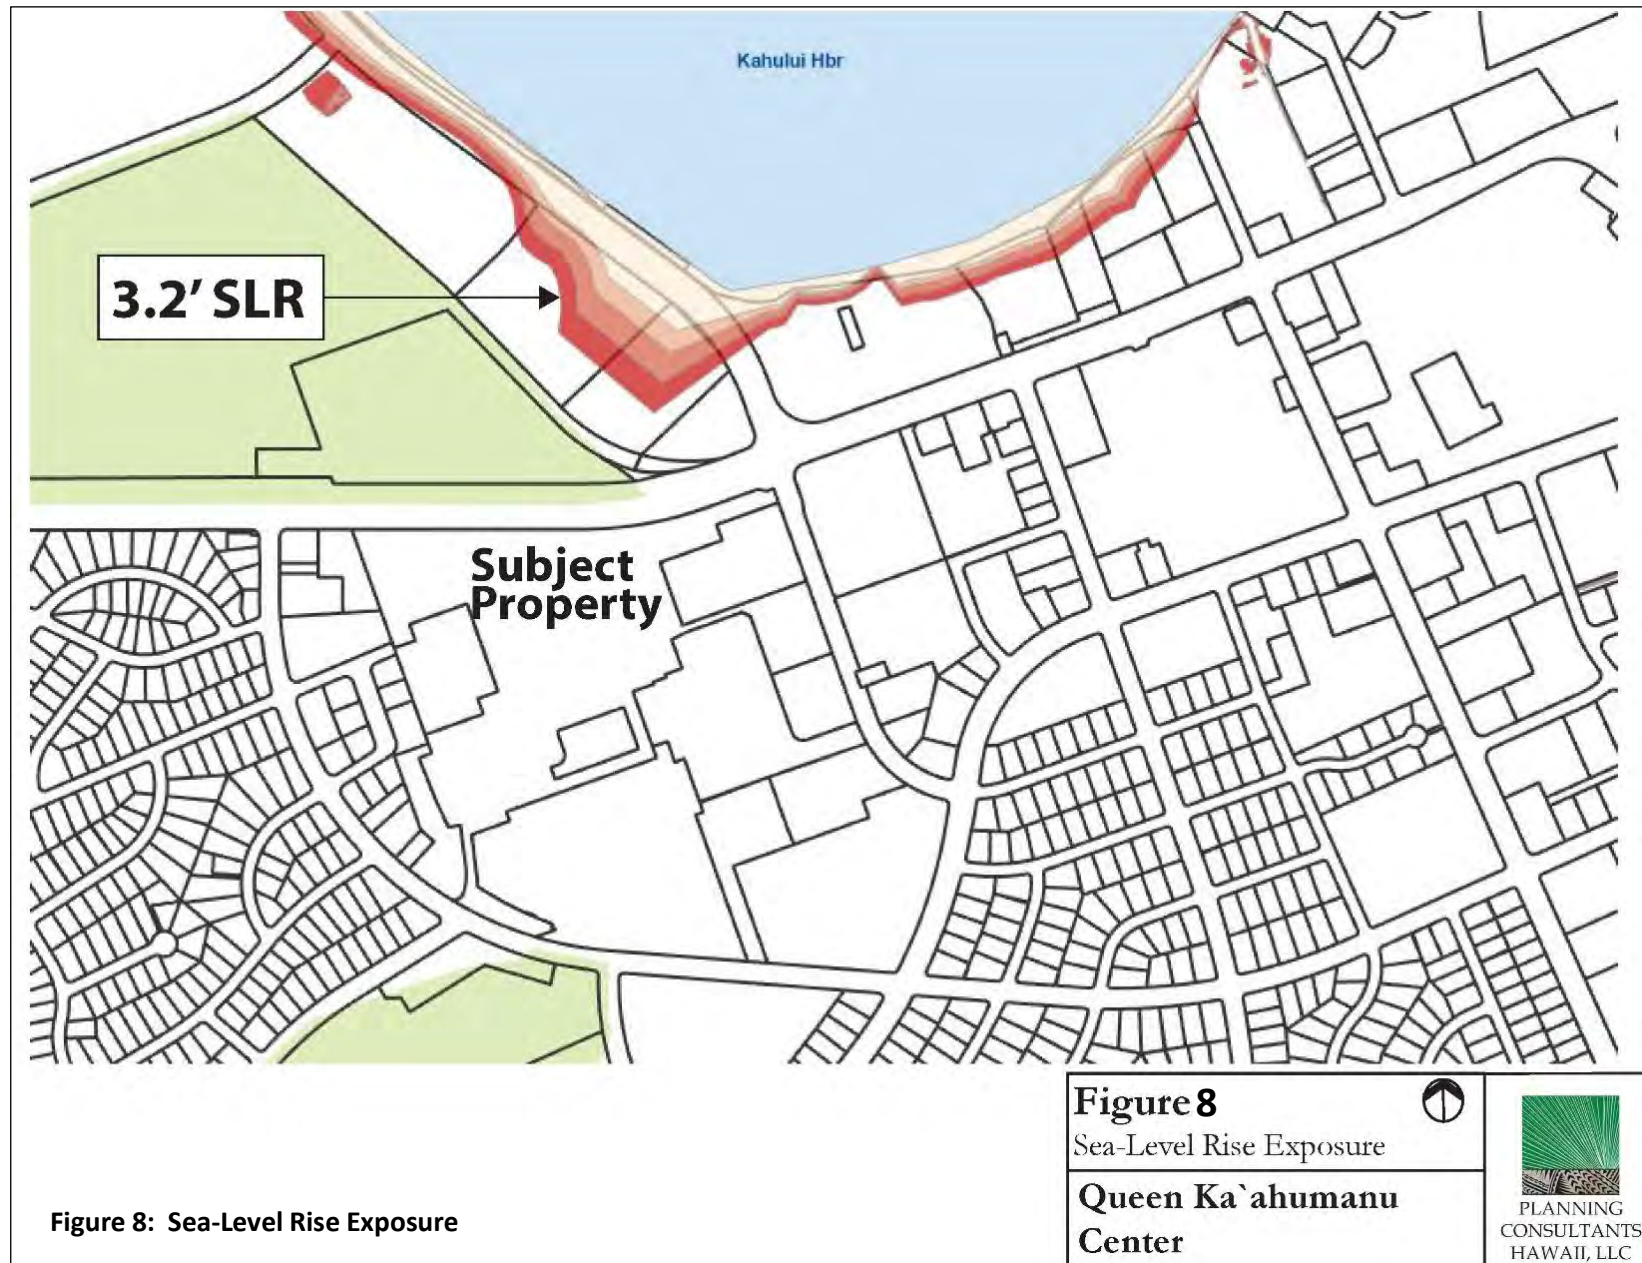 Kahului Hbr
3.2’ SLR
Subject
Property
Figure 8
Sea-Level Rise Exposure
Queen Ka`ahumanu
Center
PLANNING
CONSULTANTS
HAWAII, LLC
Figure 8:  Sea-Level Rise Exposure